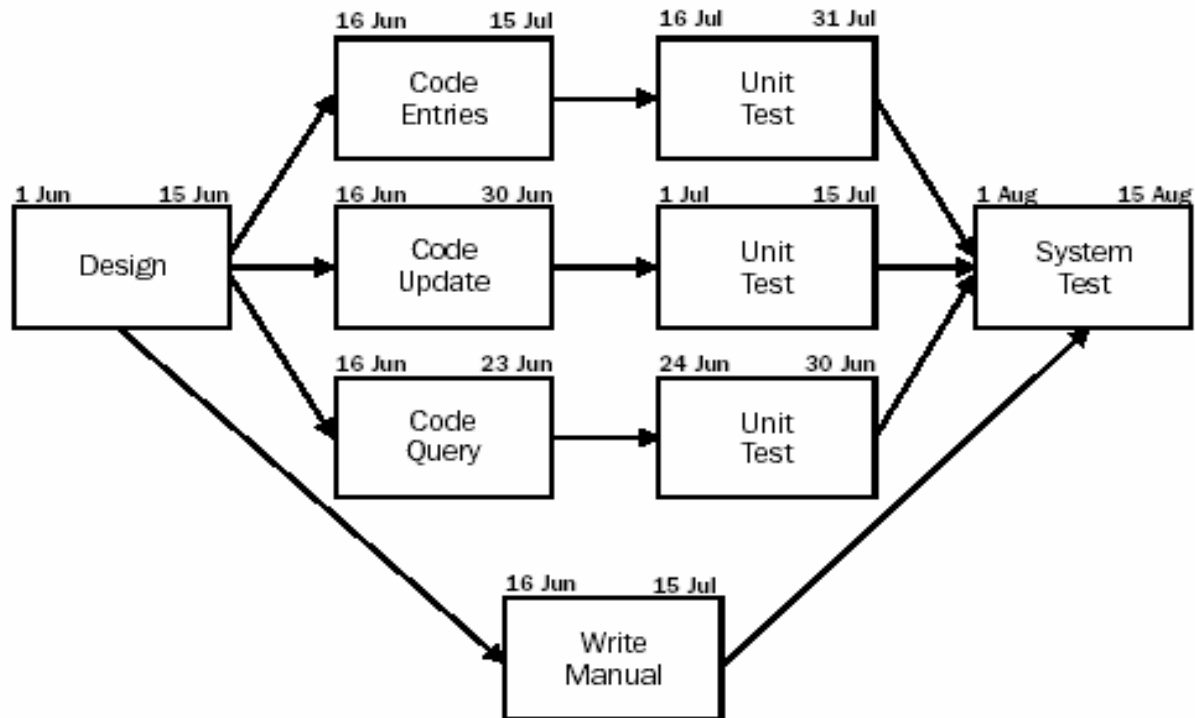 16 Jun 15 Jul
Code
Entries
16 Jul 31 Jul
Unit
Test
1 Jun 15 Jun
Design
16 Jun 30 Jun
Code
Update
1 Jul 15 Jul
Unit
Test
1 Aug 15 Aug
System
Test
16 Jun 23 Jun
Code
Query
24 Jun 30 Jun
Unit
Test
16 Jun 15 Jul
Write
Manual